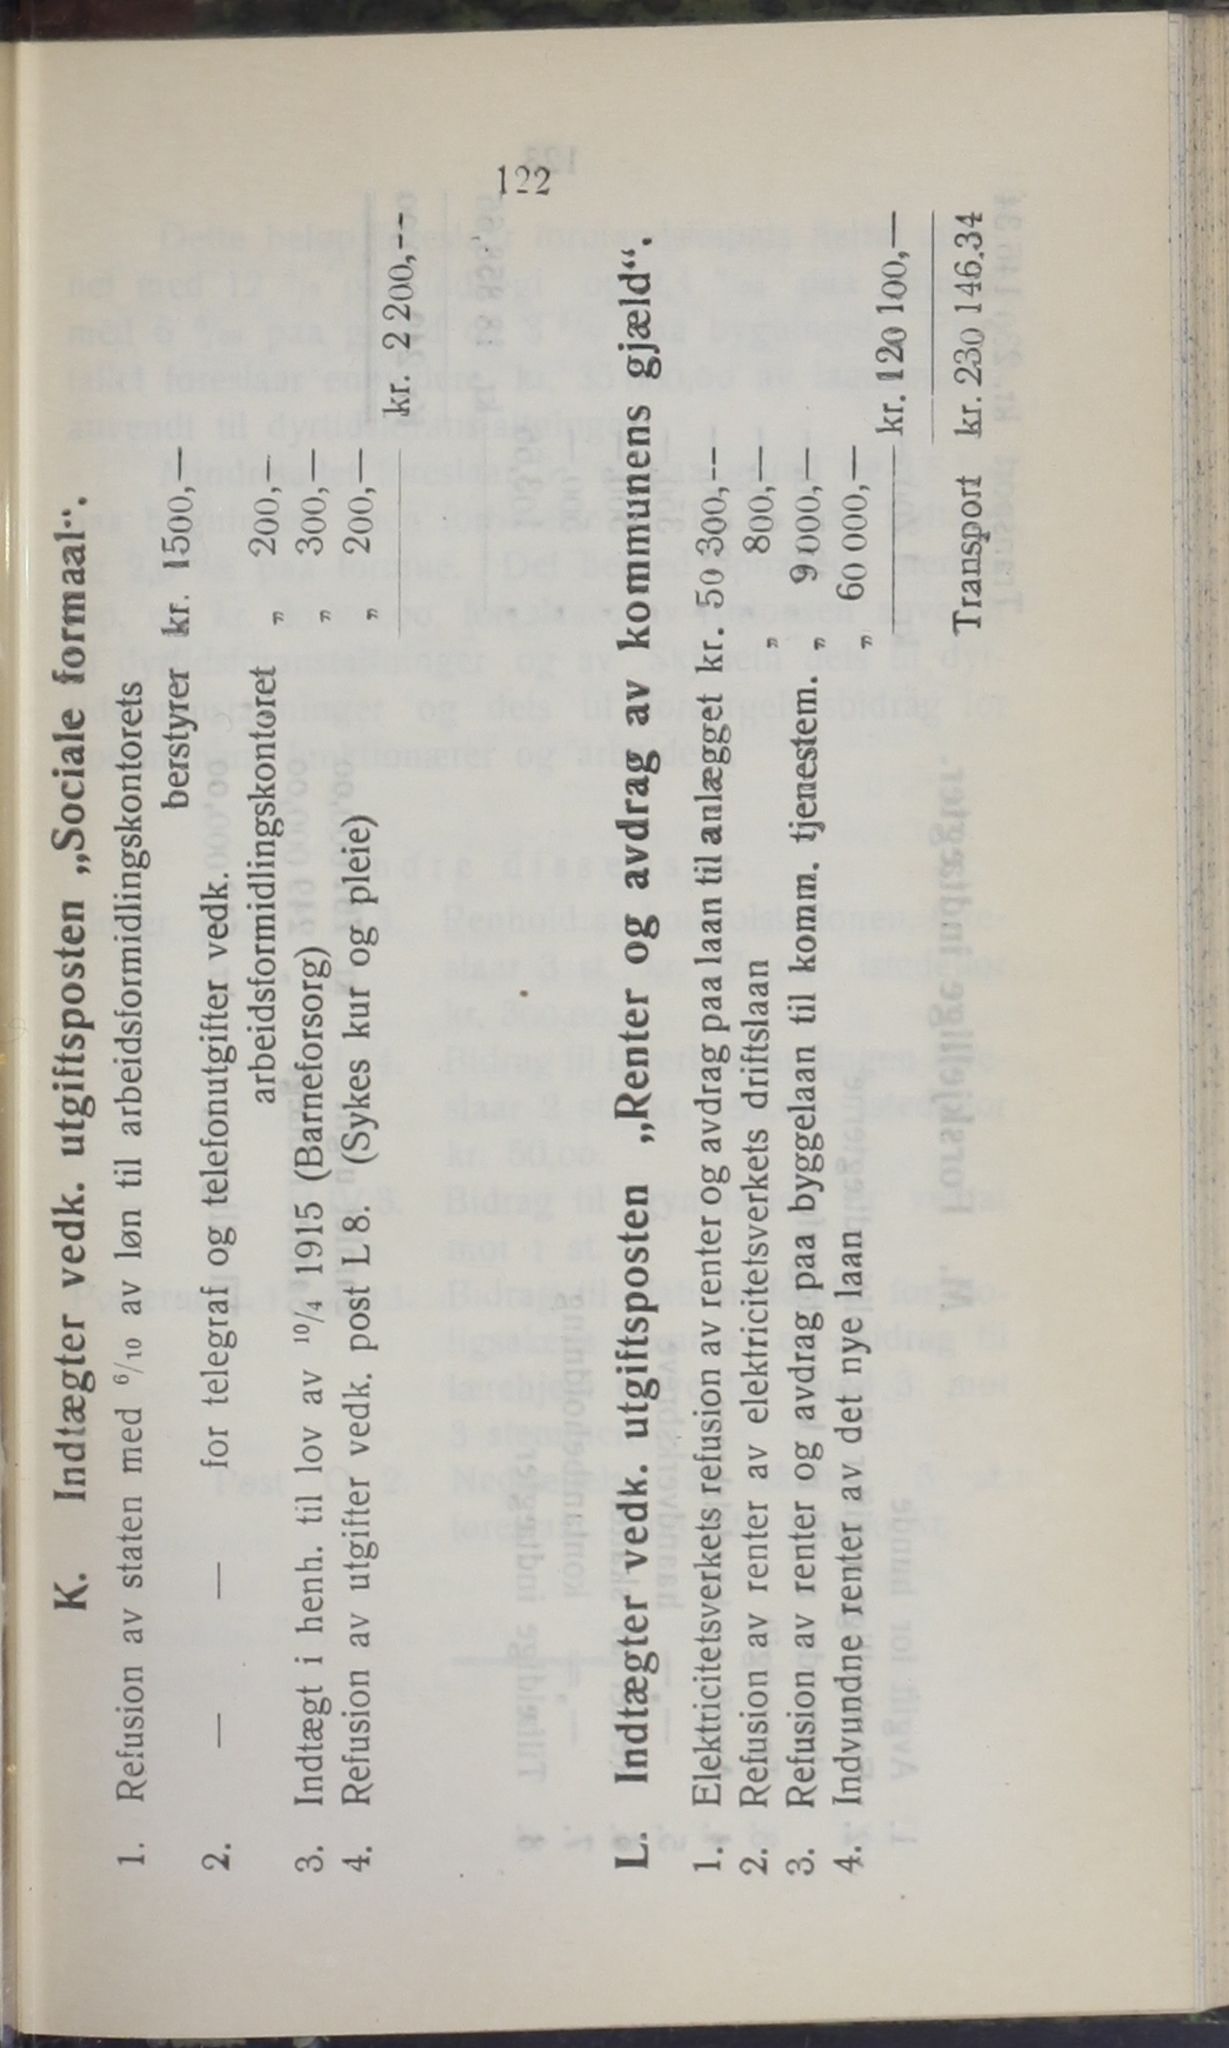 122
K. Indtægter vedk. utgiftsposten „Sociale formaal“.
1. Refusion av staten med 6/10 av løn til arbeidsformidlingskontorets
berstyrer kr. 1500,—
2. — — for telegraf og telefonutgifter vedk.
arbeidsformidlingskontoret „ 200,—
3. Indtægt i henh. til lov av 10/4 1915 (Barneforsorg) „ 300,—
4. Refusion av utgifter vedk. post L 8. (Sykes kur og pleie) „ 200,—
kr. 2 200,—
L. Indtægter vedk. utgiftsposten „Renter og avdrag av kommunens gjæld“.
1. Elektricitetsverkets refusion av renter og avdrag paa laan til anlægget kr. 50 300,—
2. Refusion av renter av elektricitetsverkets driftslaan „ 800,—
3. Refusion av renter og avdrag paa byggelaan til komm. tjenestem. „ 9 000,—
4. Indvundne renter av det nye laan „ 60 000,—
kr. 120 100,—
Transport kr. 230 146.34